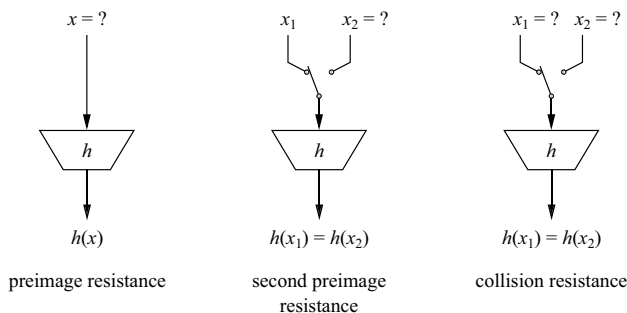 x = ?
x₁
x₂ = ?
x₁ = ?
x₂ = ?
h
h
h
h(x)
h(x₁) = h(x₂)
h(x₁) = h(x₂)
preimage resistance
second preimage
resistance
collision resistance